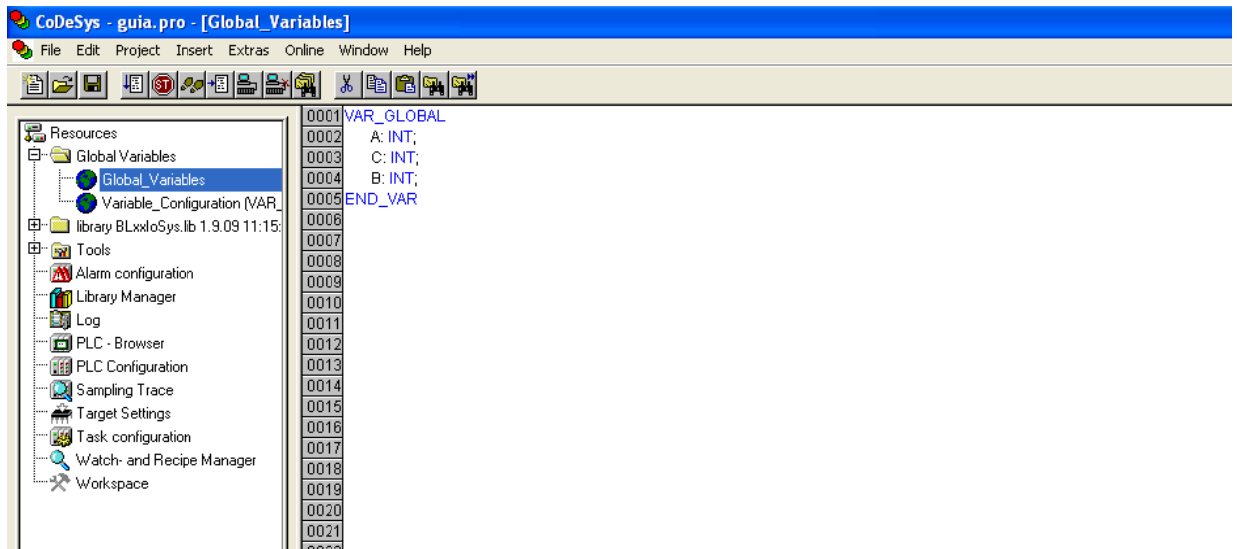 CoDeSys - guia.pro - [Global_Variables]
File Edit Project Insert Extras Online Window Help
ST
Resources
Global Variables
Global_Variables
Variable_Configuration (VAR_
library BLxxIoSys.lib 1.9.09 11:15:
Tools
Alarm configuration
Library Manager
Log
PLC - Browser
PLC Configuration
Sampling Trace
Target Settings
Task configuration
Watch- and Recipe Manager
Workspace
0001 VAR_GLOBAL
0002 A: INT;
0003 C: INT;
0004 B: INT;
0005 END_VAR
0006
0007
0008
0009
0010
0011
0012
0013
0014
0015
0016
0017
0018
0019
0020
0021